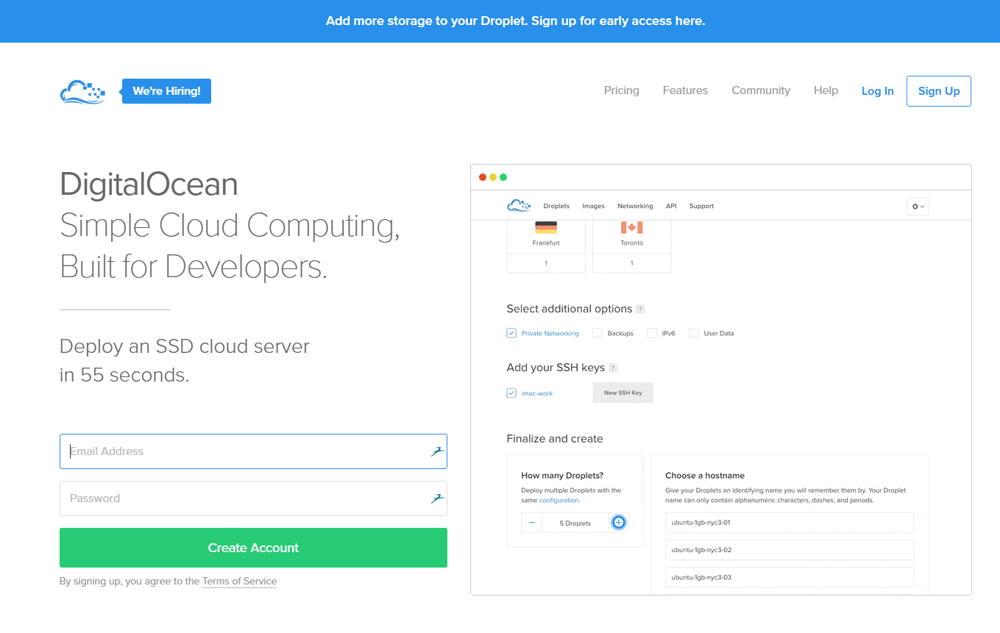 Add more storage to your Droplet. Sign up for early access here.
We're Hiring!
Pricing
Features
Community
Help
Log In
Sign Up
DigitalOcean
Simple Cloud Computing,
Built for Developers.
Deploy an SSD cloud server
in 55 seconds.
Email Address
Password
Create Account
By signing up, you agree to the Terms of Service
Droplets
Images
Networking
API
Support
Frankfurt
1
Toronto
1
Select additional options ?
Private Networking
Backups
IPv6
User Data
Add your SSH keys ?
imac-work
New SSH Key
Finalize and create
How many Droplets?
Deploy multiple Droplets with the
same configuration.
5 Droplets
Choose a hostname
Give your Droplets an identifying name you will remember them by. Your Droplet
name can only contain alphanumeric characters, dashes, and periods.
ubuntu-1gb-nyc3-01
ubuntu-1gb-nyc3-02
ubuntu-1gb-nyc3-03